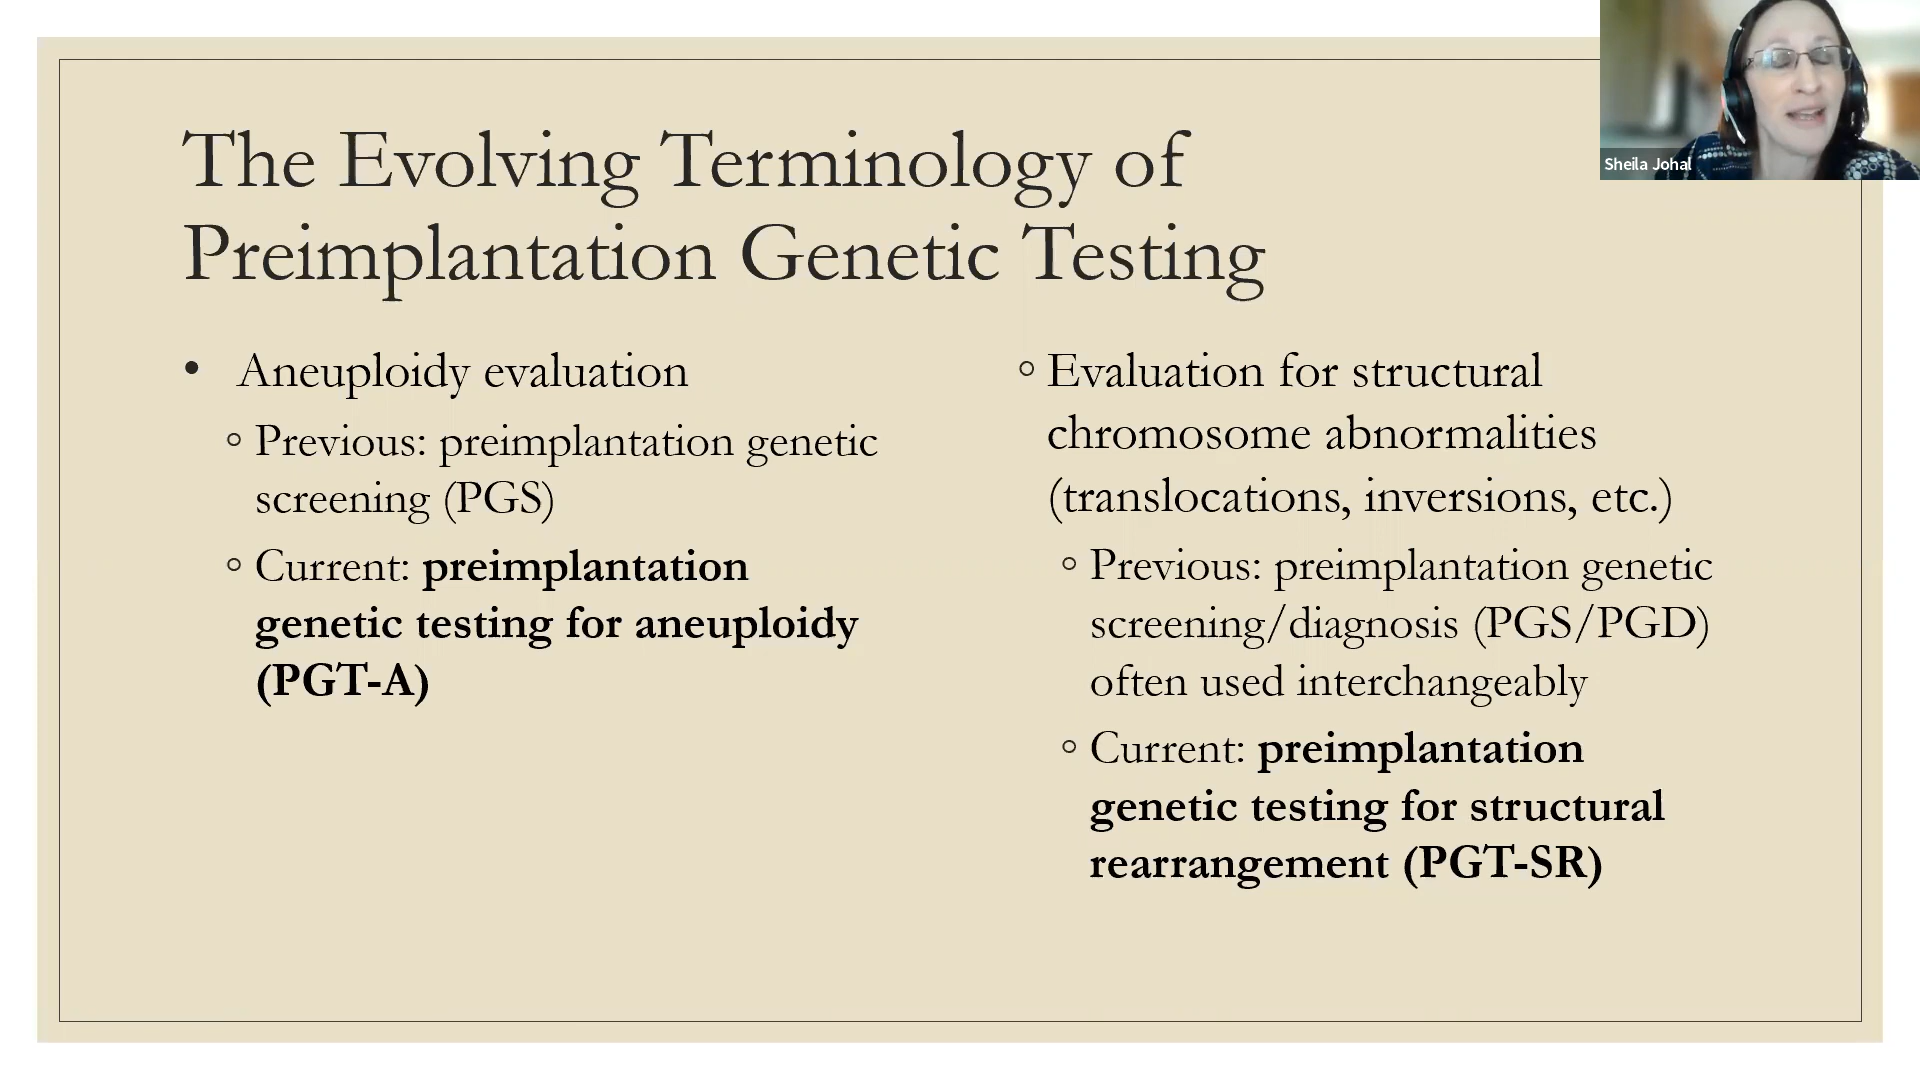 The Evolving Terminology of
Preimplantation Genetic Testing
• Aneuploidy evaluation
◦ Previous: preimplantation genetic
screening (PGS)
◦ Current: preimplantation
genetic testing for aneuploidy
(PGT-A)
◦ Evaluation for structural
chromosome abnormalities
(translocations, inversions, etc.)
◦ Previous: preimplantation genetic
screening/diagnosis (PGS/PGD)
often used interchangeably
◦ Current: preimplantation
genetic testing for structural
rearrangement (PGT-SR)
Sheila Johal